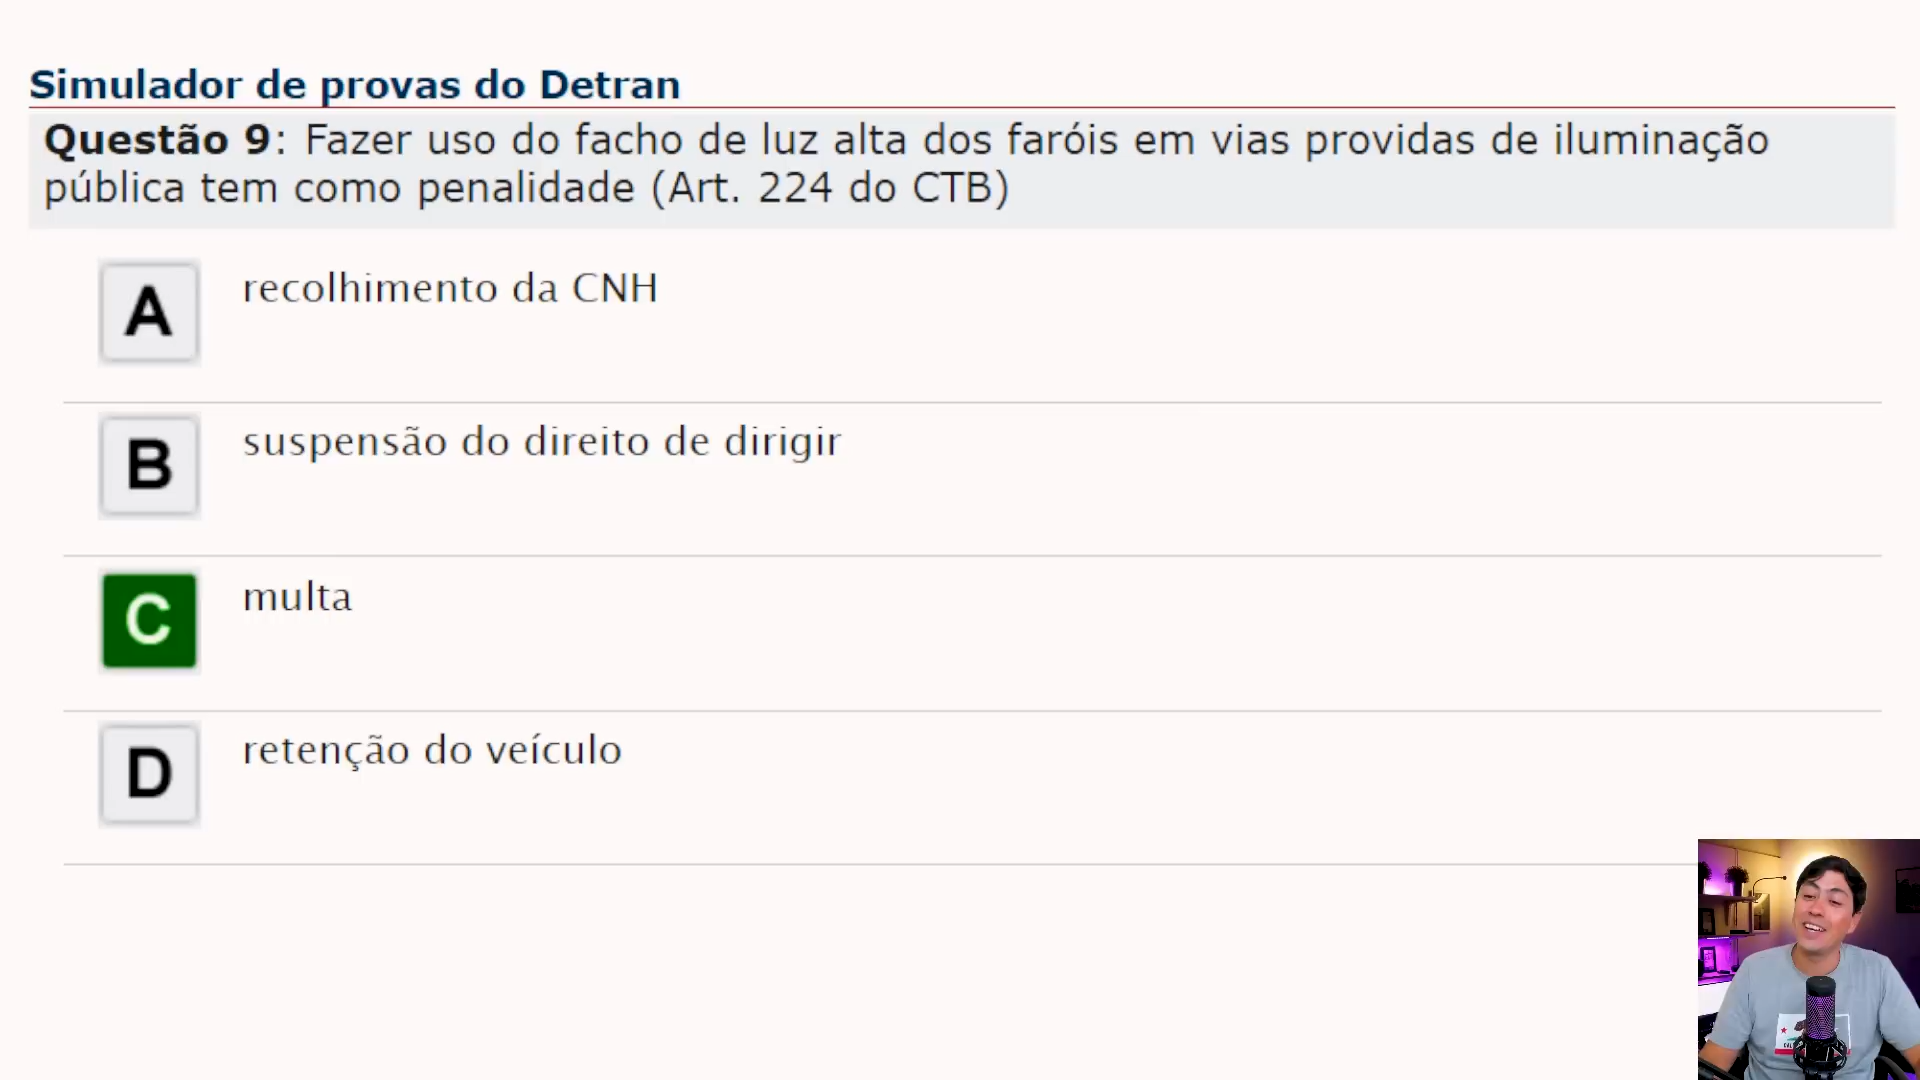 Simulador de provas do Detran
Questão 9: Fazer uso do facho de luz alta dos faróis em vias providas de iluminação
pública tem como penalidade (Art. 224 do CTB)
A recolhimento da CNH
B suspensão do direito de dirigir
C multa
D retenção do veículo